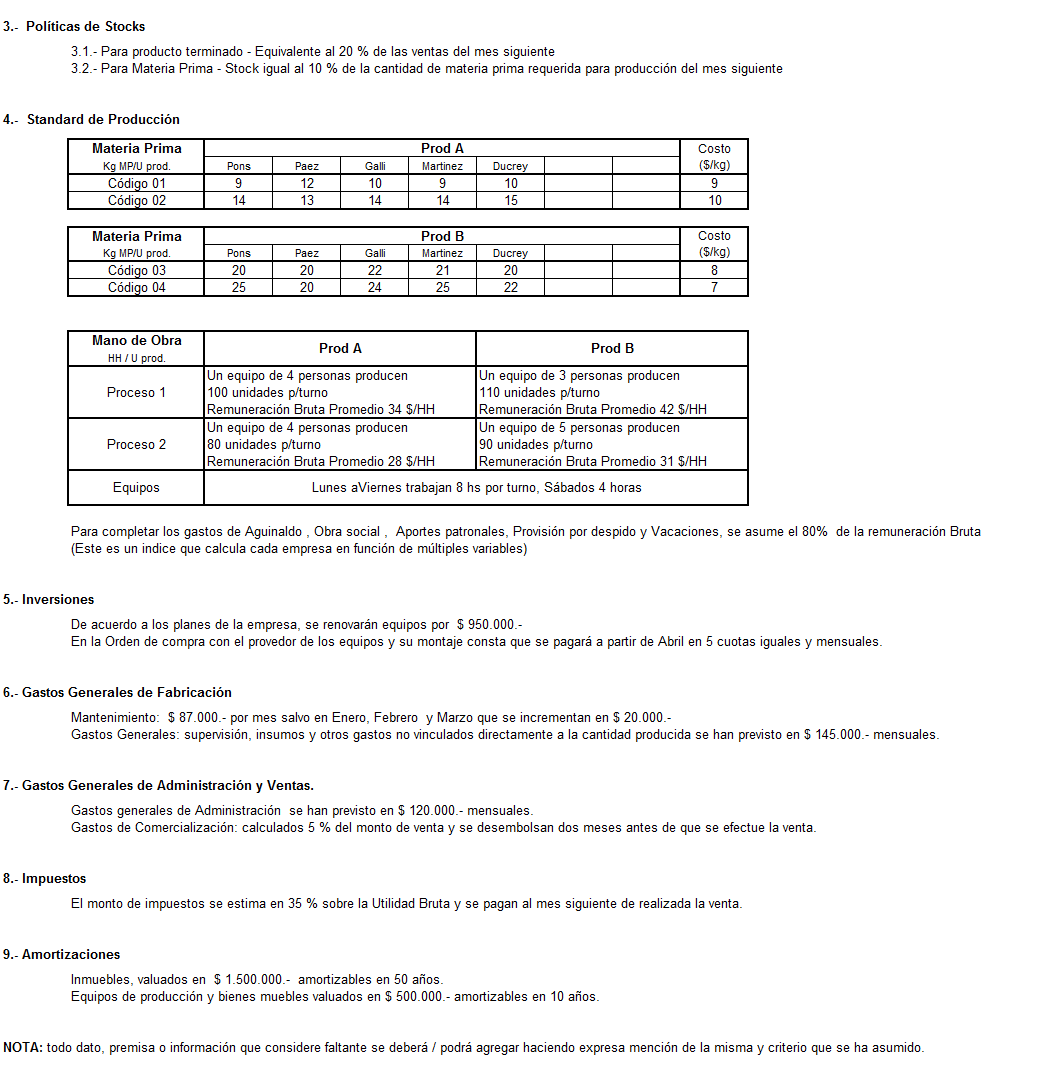 3.- Políticas de Stocks
3.1.- Para producto terminado - Equivalente al 20 % de las ventas del mes siguiente
3.2.- Para Materia Prima - Stock igual al 10 % de la cantidad de materia prima requerida para producción del mes siguiente
4.- Standard de Producción
Materia Prima Prod A Costo
Kg MP/U prod. Pons Paez Galli Martinez Ducrey ($/kg)
Código 01 9 12 10 9 10 9
Código 02 14 13 14 14 15 10
Materia Prima Prod B Costo
Kg MP/U prod. Pons Paez Galli Martinez Ducrey ($/kg)
Código 03 20 20 22 21 20 8
Código 04 25 20 24 25 22 7
Mano de Obra
HH / U prod.
Prod A Prod B
Proceso 1
Un equipo de 4 personas producen
100 unidades p/turno
Remuneración Bruta Promedio 34 $/HH
Un equipo de 3 personas producen
110 unidades p/turno
Remuneración Bruta Promedio 42 $/HH
Proceso 2
Un equipo de 4 personas producen
80 unidades p/turno
Remuneración Bruta Promedio 28 $/HH
Un equipo de 5 personas producen
90 unidades p/turno
Remuneración Bruta Promedio 31 $/HH
Equipos Lunes aViernes trabajan 8 hs por turno, Sábados 4 horas
Para completar los gastos de Aguinaldo , Obra social , Aportes patronales, Provisión por despido y Vacaciones, se asume el 80% de la remuneración Bruta
(Este es un indice que calcula cada empresa en función de múltiples variables)
5.- Inversiones
De acuerdo a los planes de la empresa, se renovarán equipos por $ 950.000.-
En la Orden de compra con el provedor de los equipos y su montaje consta que se pagará a partir de Abril en 5 cuotas iguales y mensuales.
6.- Gastos Generales de Fabricación
Mantenimiento: $ 87.000.- por mes salvo en Enero, Febrero y Marzo que se incrementan en $ 20.000.-
Gastos Generales: supervisión, insumos y otros gastos no vinculados directamente a la cantidad producida se han previsto en $ 145.000.- mensuales.
7.- Gastos Generales de Administración y Ventas.
Gastos generales de Administración se han previsto en $ 120.000.- mensuales.
Gastos de Comercialización: calculados 5 % del monto de venta y se desembolsan dos meses antes de que se efectue la venta.
8.- Impuestos
El monto de impuestos se estima en 35 % sobre la Utilidad Bruta y se pagan al mes siguiente de realizada la venta.
9.- Amortizaciones
Inmuebles, valuados en $ 1.500.000.- amortizables en 50 años.
Equipos de producción y bienes muebles valuados en $ 500.000.- amortizables en 10 años.
NOTA: todo dato, premisa o información que considere faltante se deberá / podrá agregar haciendo expresa mención de la misma y criterio que se ha asumido.